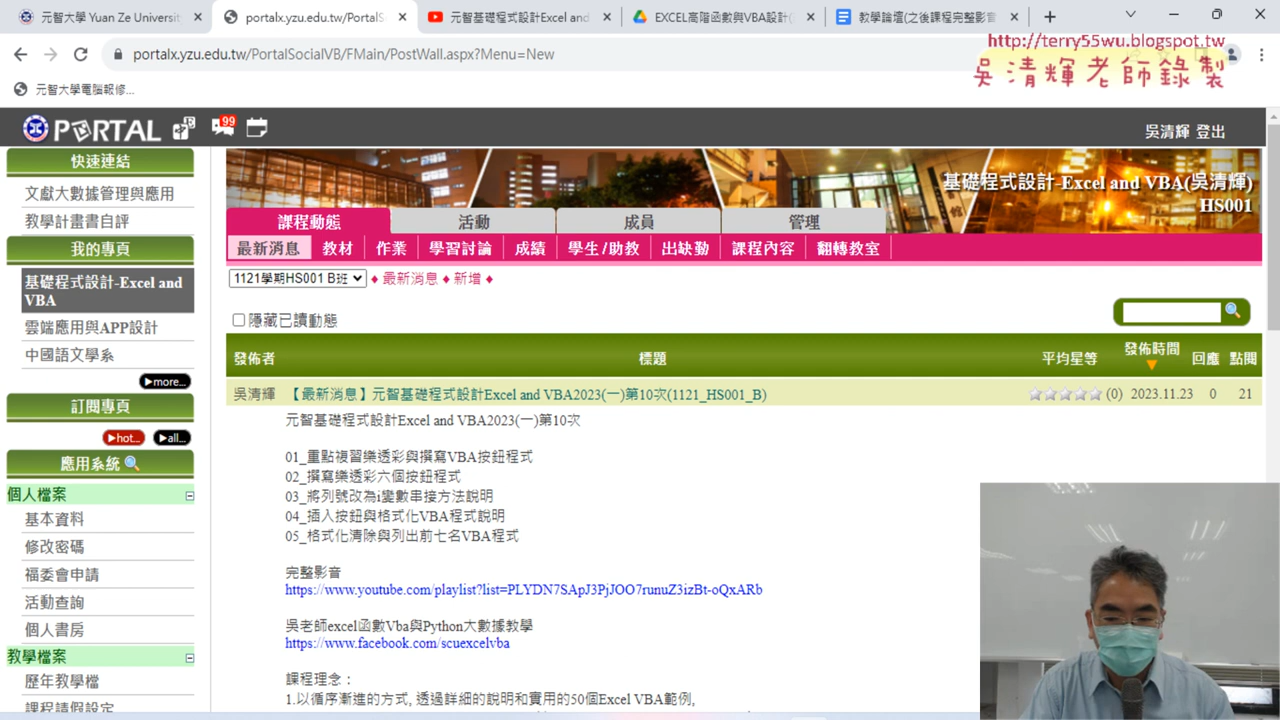 元智大學 Yuan Ze Universit
portalx.yzu.edu.tw/PortalS
元智基礎程式設計Excel and
EXCEL高階函數與VBA設計(
教學論壇(之後課程完整影音
portalx.yzu.edu.tw/PortalSocialVB/FMain/PostWall.aspx?Menu=New
http://terry55wu.blogspot.tw
吳清輝老師錄製
元智大學電腦報修...
PORTAL
99
吳清輝 登出
快速連結
文獻大數據管理與應用
教學計畫書自評
我的專頁
基礎程式設計-Excel and
VBA
雲端應用與APP設計
中國語文學系
▶more...
訂閱專頁
▶hot... ▶all...
應用系統
個人檔案
基本資料
修改密碼
福委會申請
活動查詢
個人書房
教學檔案
歷年教學檔
課程請假設定
基礎程式設計-Excel and VBA(吳清輝)
HS001
課程動態 活動 成員 管理
最新消息 教材 作業 學習討論 成績 學生/助教 出缺勤 課程內容 翻轉教室
1121學期HS001 B班 ♦ 最新消息 ♦ 新增 ♦
隱藏已讀動態
發佈者 標題 平均星等 發佈時間 回應 點閱
吳清輝 【最新消息】元智基礎程式設計Excel and VBA2023(一)第10次(1121_HS001_B) (0) 2023.11.23 0 21
元智基礎程式設計Excel and VBA2023(一)第10次
01_重點複習樂透彩與撰寫VBA按鈕程式
02_撰寫樂透彩六個按鈕程式
03_將列號改為i變數串接方法說明
04_插入按鈕與格式化VBA程式說明
05_格式化清除與列出前七名VBA程式
完整影音
https://www.youtube.com/playlist?list=PLYDN7SApJ3PjJOO7runuZ3izBt-oQxARb
吳老師excel函數Vba與Python大數據教學
https://www.facebook.com/scuexcelvba
課程理念：
1.以循序漸進的方式, 透過詳細的說明和實用的50個Excel VBA範例,